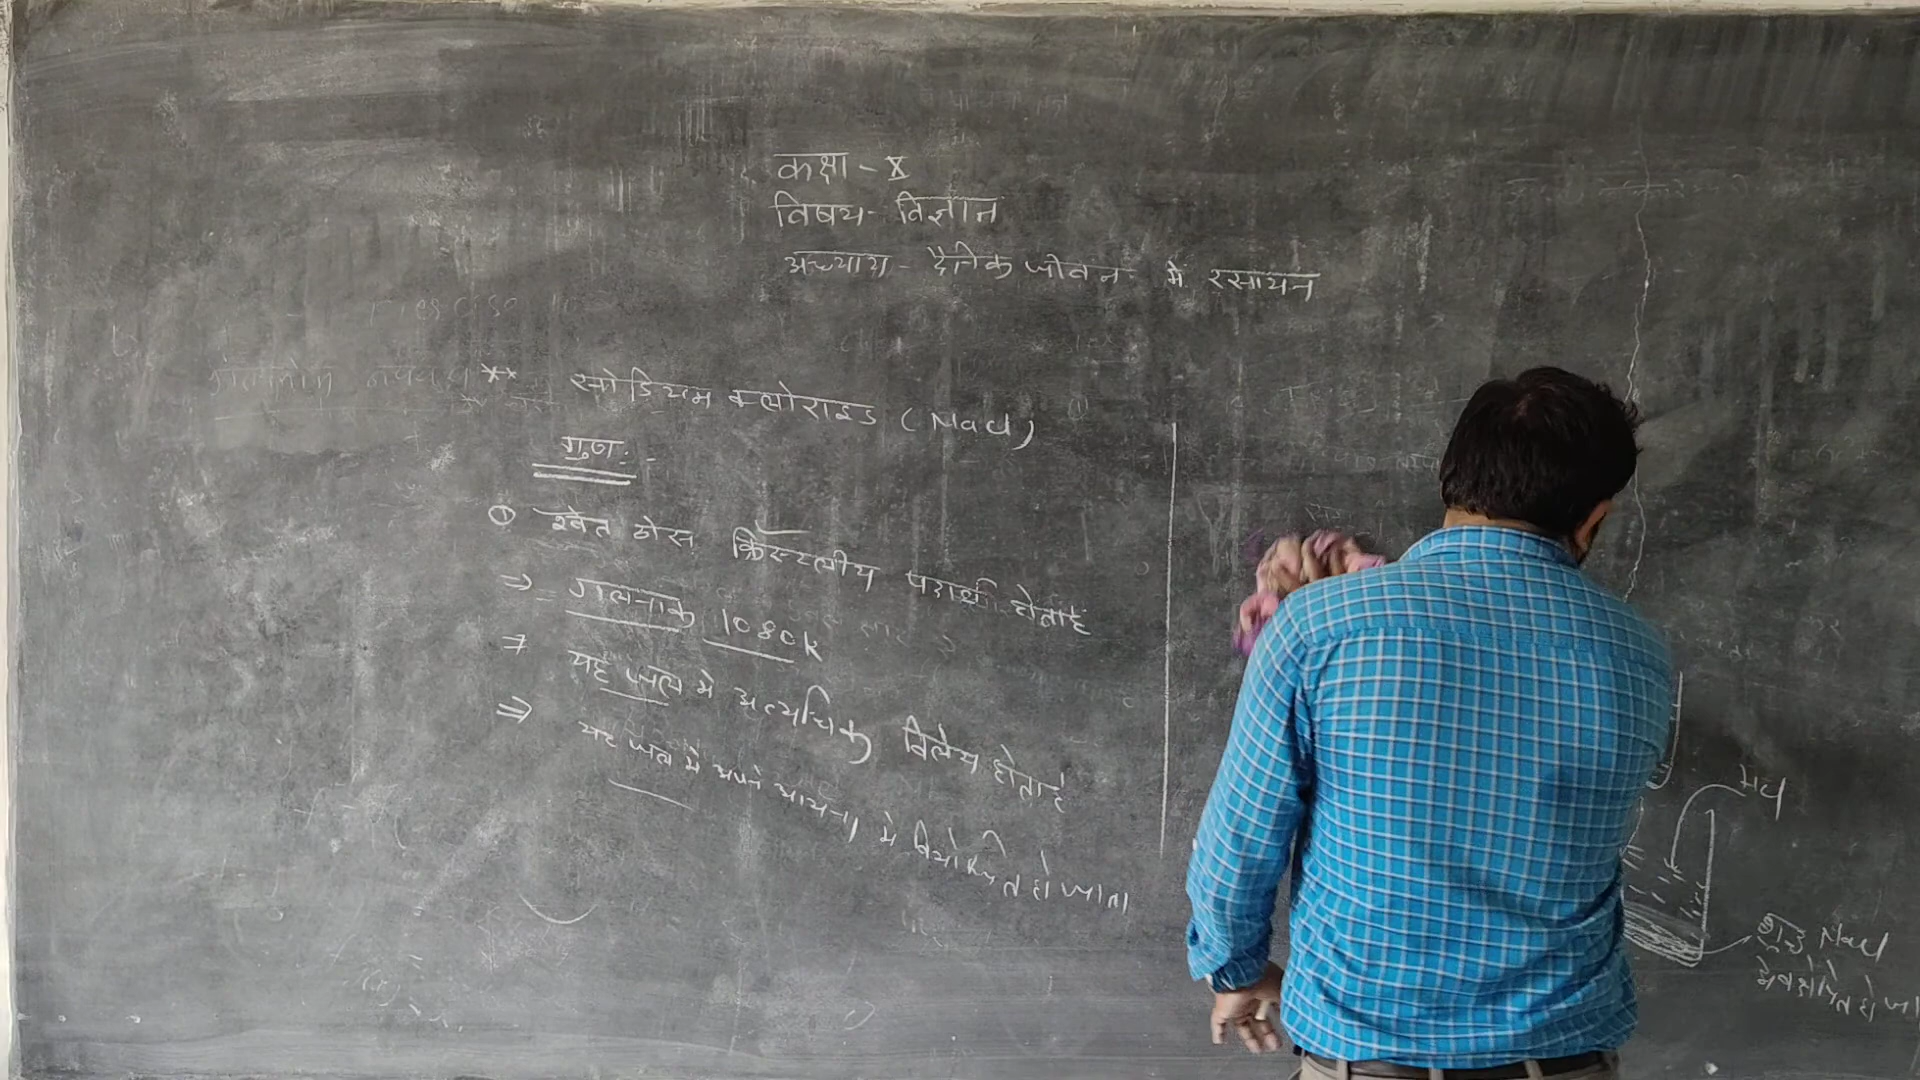 कक्षा - X
विषय - विज्ञान
अध्याय - दैनिक जीवन में रसायन
** सोडियम क्लोराइड (Nacl)
गुण:-
① श्वेत ठोस क्रिस्टलीय पदार्थ होता है
⇒ गलनांक 1080k
⇒ यह जल मे अत्यधिक विलेय होता है
⇒ यह जल मे अपने आयनों मे वियोजित हो जाता
Hcl
शुद्ध Nacl